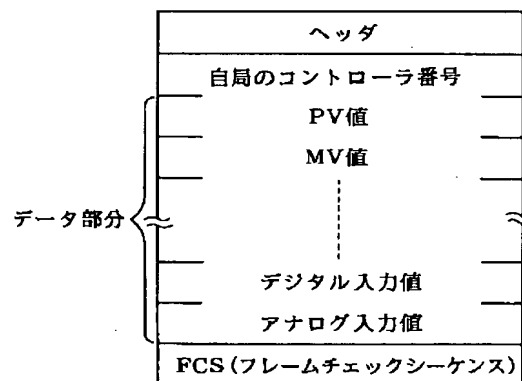 ヘッダ
自局のコントローラ番号
PV値
MV値
データ部分
デジタル入力値
アナログ入力値
FCS(フレームチェックシーケンス)